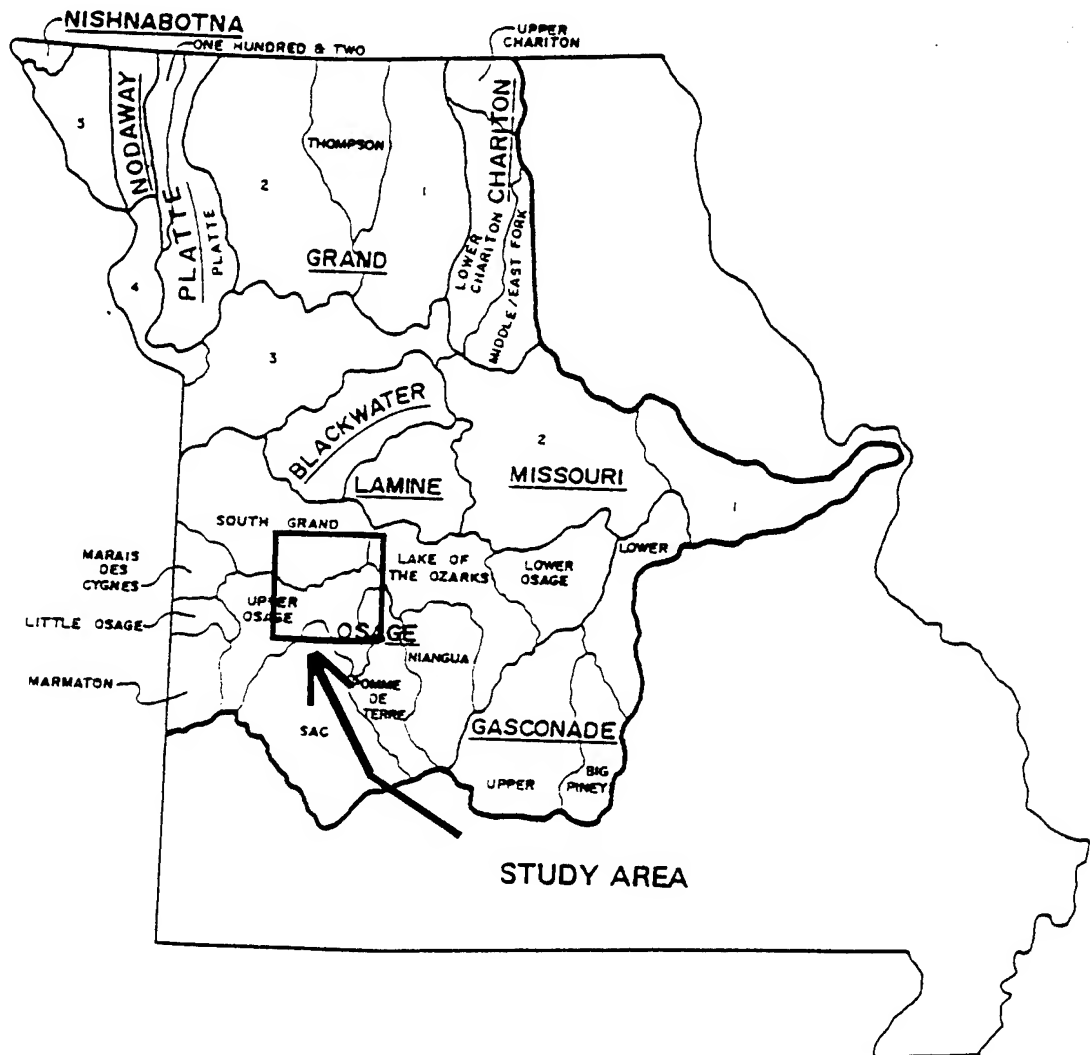 NISHNABOTNA
ONE HUNDRED & TWO
UPPER
CHARITON
5
NODAWAY
PLATTE
PLATTE
4
2
THOMPSON
1
GRAND
CHARITON
LOWER
CHARITON
MIDDLE/EAST FORK
3
BLACKWATER
LAMINE
2
MISSOURI
1
SOUTH GRAND
MARAIS
DES
CYGNES
LITTLE OSAGE
MARMATON
UPPER
OSAGE
LAKE OF
THE OZARKS
LOWER
OSAGE
LOWER
OSAGE
NIANGUA
POMME
DE
TERRE
SAC
GASCONADE
UPPER
BIG
PINEY
STUDY AREA